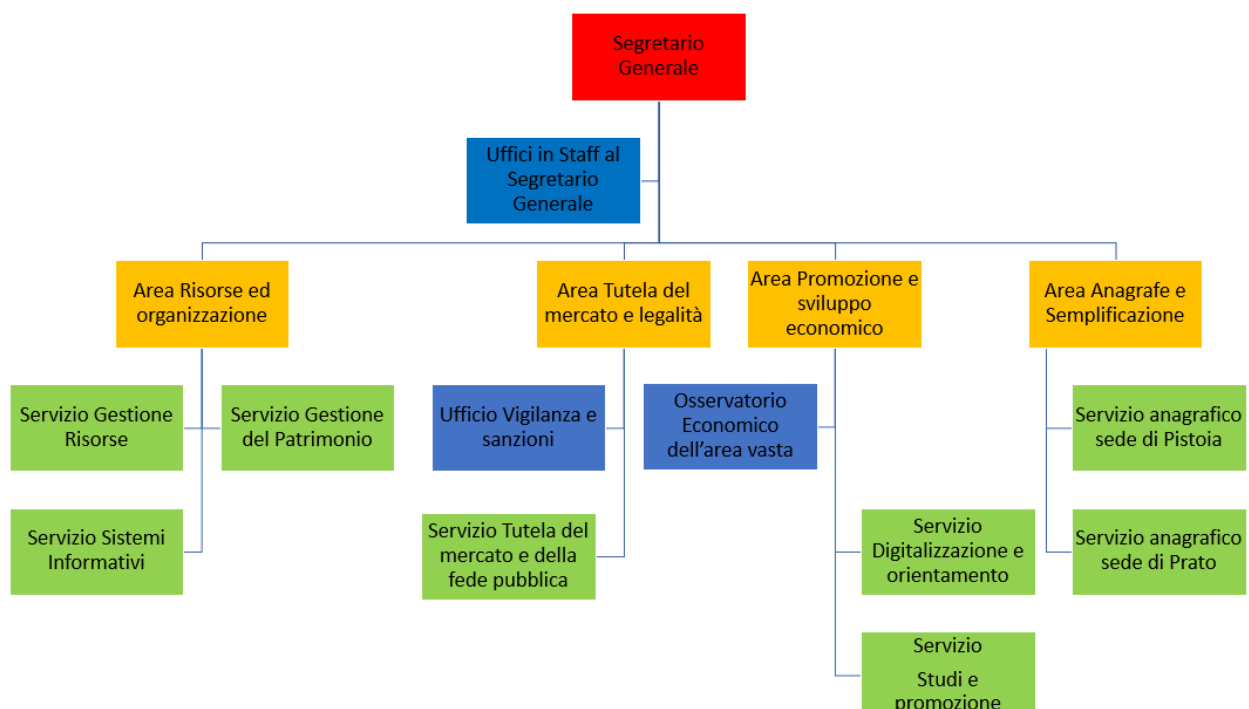 Segretario
Generale
Uffici in Staff al
Segretario
Generale
Area Risorse ed
organizzazione
Area Tutela del
mercato e legalità
Area Promozione e
sviluppo
economico
Area Anagrafe e
Semplificazione
Servizio Gestione
Risorse
Servizio Gestione
del Patrimonio
Ufficio Vigilanza e
sanzioni
Osservatorio
Economico
dell’area vasta
Servizio anagrafico
sede di Pistoia
Servizio Sistemi
Informativi
Servizio Tutela del
mercato e della
fede pubblica
Servizio
Digitalizzazione e
orientamento
Servizio anagrafico
sede di Prato
Servizio
Studi e
promozione